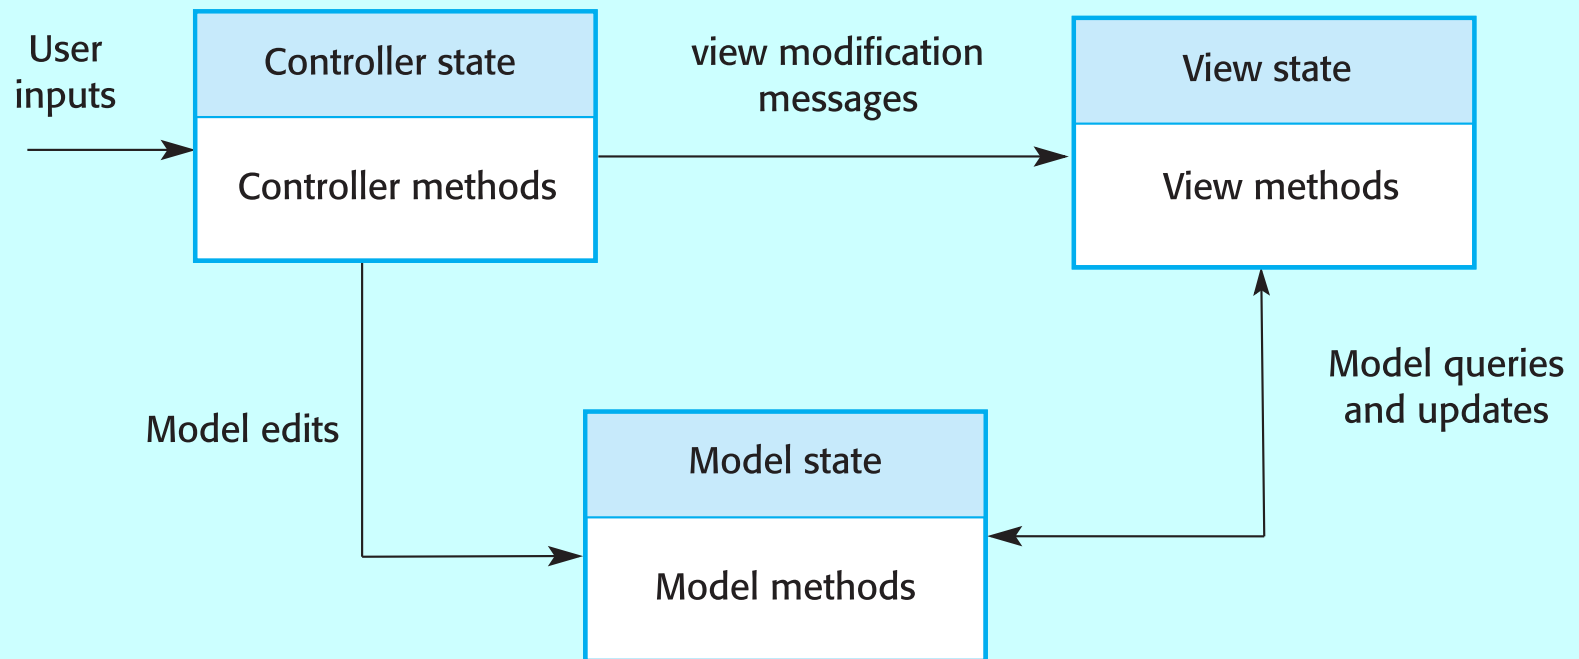 User
inputs
Controller state
Controller methods
view modification
messages
View state
View methods
Model edits
Model state
Model methods
Model queries
and updates